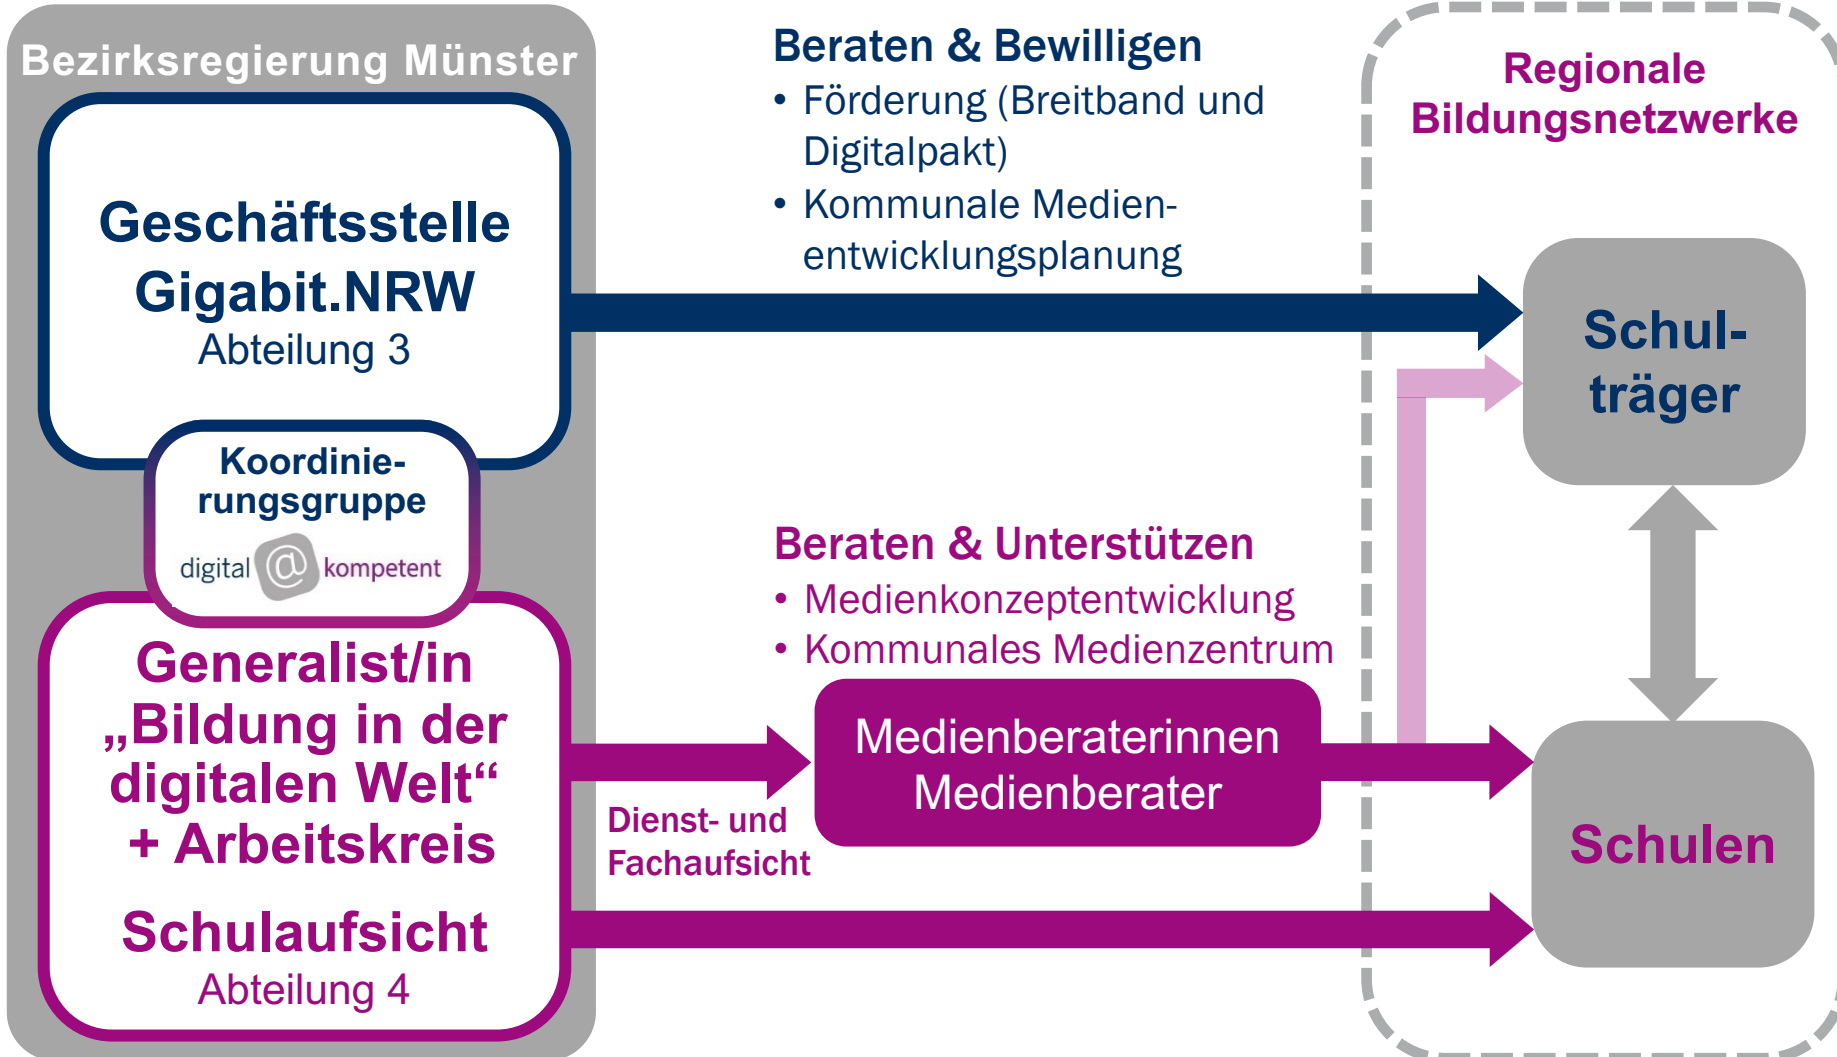 Bezirksregierung Münster
Geschäftsstelle
Gigabit.NRW
Abteilung 3
Koordinie-
rungsgruppe
digital @ kompetent
Generalist/in
„Bildung in der
digitalen Welt“
+ Arbeitskreis
Schulaufsicht
Abteilung 4
Beraten & Bewilligen
• Förderung (Breitband und
Digitalpakt)
• Kommunale Medien-
entwicklungsplanung
Beraten & Unterstützen
• Medienkonzeptentwicklung
• Kommunales Medienzentrum
Medienberaterinnen
Medienberater
Dienst- und
Fachaufsicht
Regionale
Bildungsnetzwerke
Schul-
träger
Schulen